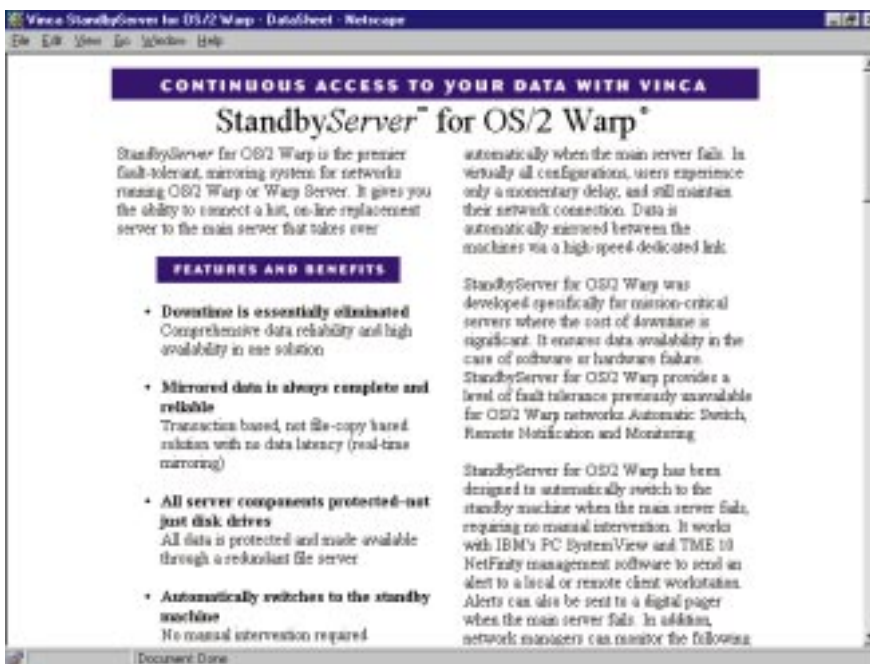 Vinca StandbyServer for OS/2 Warp - DataSheet - Netscape
File Edit View Go Window Help
CONTINUOUS ACCESS TO YOUR DATA WITH VINCA
StandbyServer™ for OS/2 Warp®
StandbyServer for OS/2 Warp is the premier
fault-tolerant, mirroring system for networks
running OS/2 Warp or Warp Server. It gives you
the ability to connect a hot, on-line replacement
server to the main server that takes over
FEATURES AND BENEFITS
• Downtime is essentially eliminated
Comprehensive data reliability and high
availability in one solution
• Mirrored data is always complete and
reliable
Transaction based, not file-copy based
solution with no data latency (real-time
mirroring)
• All server components protected-not
just disk drives
All data is protected and made available
through a redundant file server
• Automatically switches to the standby
machine
No manual intervention required
automatically when the main server fails. In
virtually all configurations, users experience
only a momentary delay, and still maintain
their network connection. Data is
automatically mirrored between the
machines via a high-speed dedicated link.
StandbyServer for OS/2 Warp was
developed specifically for mission-critical
servers where the cost of downtime is
significant. It ensures data availability in the
case of software or hardware failure.
StandbyServer for OS/2 Warp provides a
level of fault tolerance previously unavailable
for OS/2 Warp networks Automatic Switch,
Remote Notification and Monitoring
StandbyServer for OS/2 Warp has been
designed to automatically switch to the
standby machine when the main server fails,
requiring no manual intervention. It works
with IBM's PC SystemView and TME 10
NetFinity management software to send an
alert to a local or remote client workstation.
Alerts can also be sent to a digital pager
when the main server fails. In addition,
network managers can monitor the following
Document Done